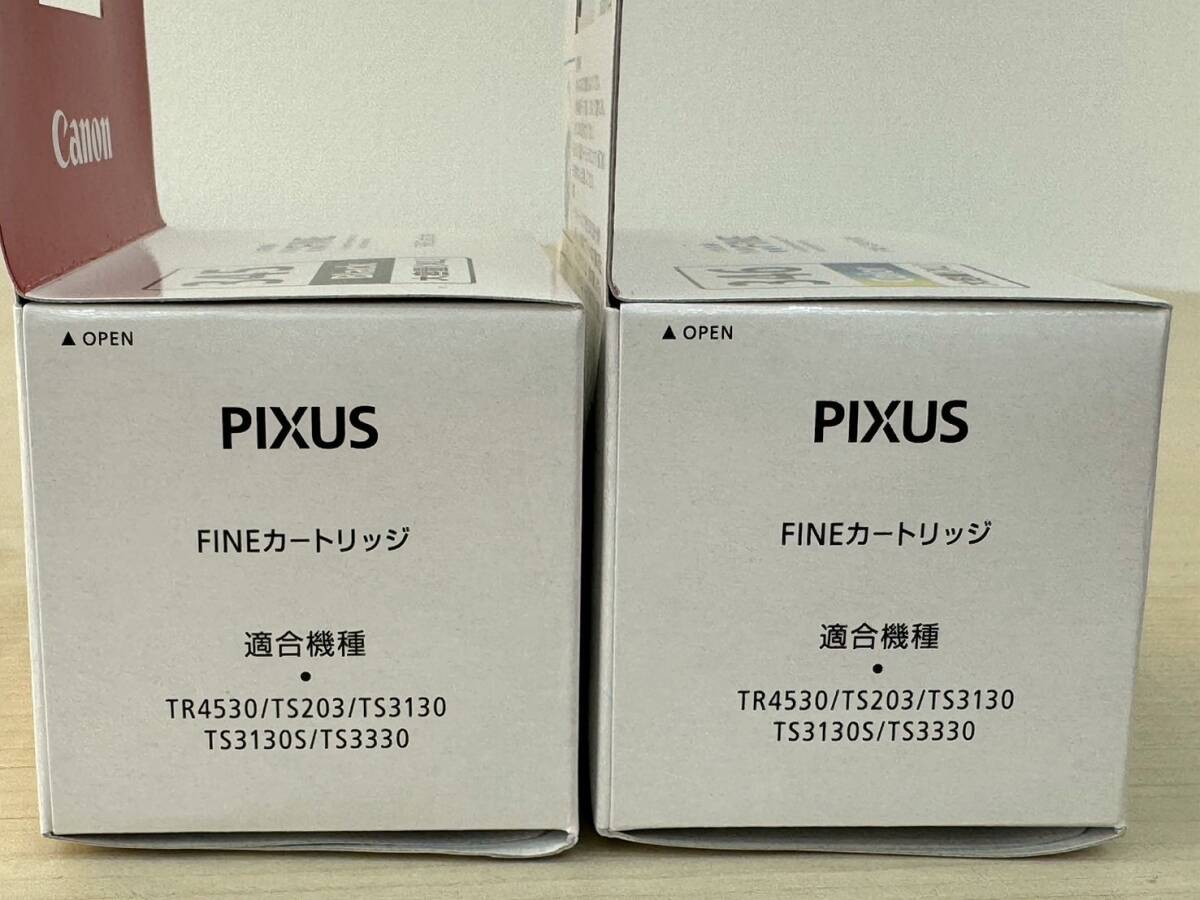 Canon
345
346
▲ OPEN
PIXUS
FINEカートリッジ
適合機種
●
TR4530/TS203/TS3130
TS3130S/TS3330
▲ OPEN
PIXUS
FINEカートリッジ
適合機種
●
TR4530/TS203/TS3130
TS3130S/TS3330